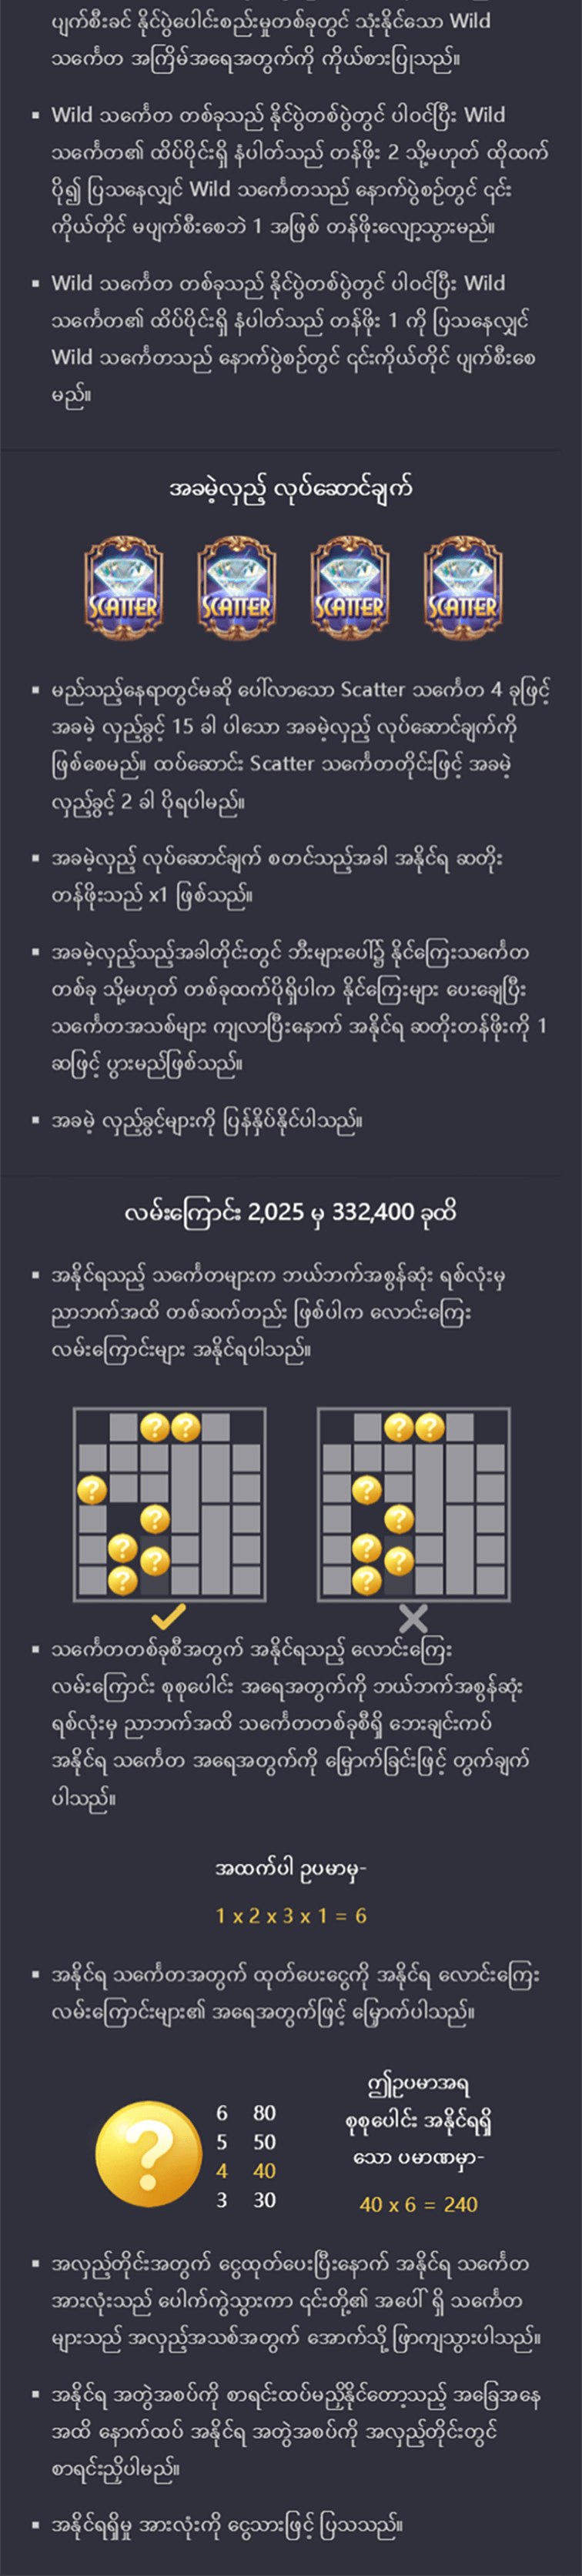 ပျက်စီးခင် နိုင်ပွဲပေါင်းစည်းမှုတစ်ခုတွင် သုံးနိုင်သော Wild
သင်္ကေတ အကြိမ်အရေအတွက်ကို ကိုယ်စားပြုသည်။
▪ Wild သင်္ကေတ တစ်ခုသည် နိုင်ပွဲတစ်ပွဲတွင် ပါဝင်ပြီး Wild
သင်္ကေတ၏ ထိပ်ပိုင်းရှိ နံပါတ်သည် တန်ဖိုး 2 သို့မဟုတ် ထိုထက်
ပို၍ ပြသနေလျှင် Wild သင်္ကေတသည် နောက်ပွဲစဉ်တွင် ၎င်း
ကိုယ်တိုင် မပျက်စီးစေဘဲ 1 အဖြစ် တန်ဖိုးလျော့သွားမည်။
▪ Wild သင်္ကေတ တစ်ခုသည် နိုင်ပွဲတစ်ပွဲတွင် ပါဝင်ပြီး Wild
သင်္ကေတ၏ ထိပ်ပိုင်းရှိ နံပါတ်သည် တန်ဖိုး 1 ကို ပြသနေလျှင်
Wild သင်္ကေတသည် နောက်ပွဲစဉ်တွင် ၎င်းကိုယ်တိုင် ပျက်စီးစေ
မည်။
အခမဲ့လှည့် လုပ်ဆောင်ချက်
SCATTER SCATTER SCATTER SCATTER
▪ မည်သည့်နေရာတွင်မဆို ပေါ်လာသော Scatter သင်္ကေတ 4 ခုဖြင့်
အခမဲ့ လှည့်ခွင့် 15 ခါ ပါသော အခမဲ့လှည့် လုပ်ဆောင်ချက်ကို
ဖြစ်စေမည်။ ထပ်ဆောင်း Scatter သင်္ကေတတိုင်းဖြင့် အခမဲ့
လှည့်ခွင့် 2 ခါ ပိုရပါမည်။
▪ အခမဲ့လှည့် လုပ်ဆောင်ချက် စတင်သည့်အခါ အနိုင်ရ ဆတိုး
တန်ဖိုးသည် x1 ဖြစ်သည်။
▪ အခမဲ့လှည့်သည့်အခါတိုင်းတွင် ဘီးများပေါ်၌ နိုင်ကြေးသင်္ကေတ
တစ်ခု သို့မဟုတ် တစ်ခုထက်ပိုရှိပါက နိုင်ကြေးများ ပေးချေပြီး
သင်္ကေတအသစ်များ ကျလာပြီးနောက် အနိုင်ရ ဆတိုးတန်ဖိုးကို 1
ဆဖြင့် ပွားမည်ဖြစ်သည်။
▪ အခမဲ့ လှည့်ခွင့်များကို ပြန်နှိပ်နိုင်ပါသည်။
လမ်းကြောင်း 2,025 မှ 332,400 ခုထိ
▪ အနိုင်ရသည့် သင်္ကေတများက ဘယ်ဘက်အစွန်ဆုံး ရစ်လုံးမှ
ညာဘက်အထိ တစ်ဆက်တည်း ဖြစ်ပါက လောင်းကြေး
လမ်းကြောင်းများ အနိုင်ရပါသည်။
▪ သင်္ကေတတစ်ခုစီအတွက် အနိုင်ရသည့် လောင်းကြေး
လမ်းကြောင်း စုစုပေါင်း အရေအတွက်ကို ဘယ်ဘက်အစွန်ဆုံး
ရစ်လုံးမှ ညာဘက်အထိ သင်္ကေတတစ်ခုစီရှိ ဘေးချင်းကပ်
အနိုင်ရ သင်္ကေတ အရေအတွက်ကို မြှောက်ခြင်းဖြင့် တွက်ချက်
ပါသည်။
အထက်ပါ ဥပမာမှ-
1 x 2 x 3 x 1 = 6
▪ အနိုင်ရ သင်္ကေတအတွက် ထုတ်ပေးငွေကို အနိုင်ရ လောင်းကြေး
လမ်းကြောင်းများ၏ အရေအတွက်ဖြင့် မြှောက်ပါသည်။
6 80
5 50
4 40
3 30
ဤဥပမာအရ
စုစုပေါင်း အနိုင်ရရှိ
သော ပမာဏမှာ-
40 x 6 = 240
▪ အလှည့်တိုင်းအတွက် ငွေထုတ်ပေးပြီးနောက် အနိုင်ရ သင်္ကေတ
အားလုံးသည် ပေါက်ကွဲသွားကာ ၎င်းတို့၏ အပေါ် ရှိ သင်္ကေတ
များသည် အလှည့်အသစ်အတွက် အောက်သို့ ဖြာကျသွားပါသည်။
▪ အနိုင်ရ အတွဲအစပ်ကို စာရင်းထပ်မညှိနိုင်တော့သည့် အခြေအနေ
အထိ နောက်ထပ် အနိုင်ရ အတွဲအစပ်ကို အလှည့်တိုင်းတွင်
စာရင်းညှိပါမည်။
▪ အနိုင်ရရှိမှု အားလုံးကို ငွေသားဖြင့် ပြသသည်။